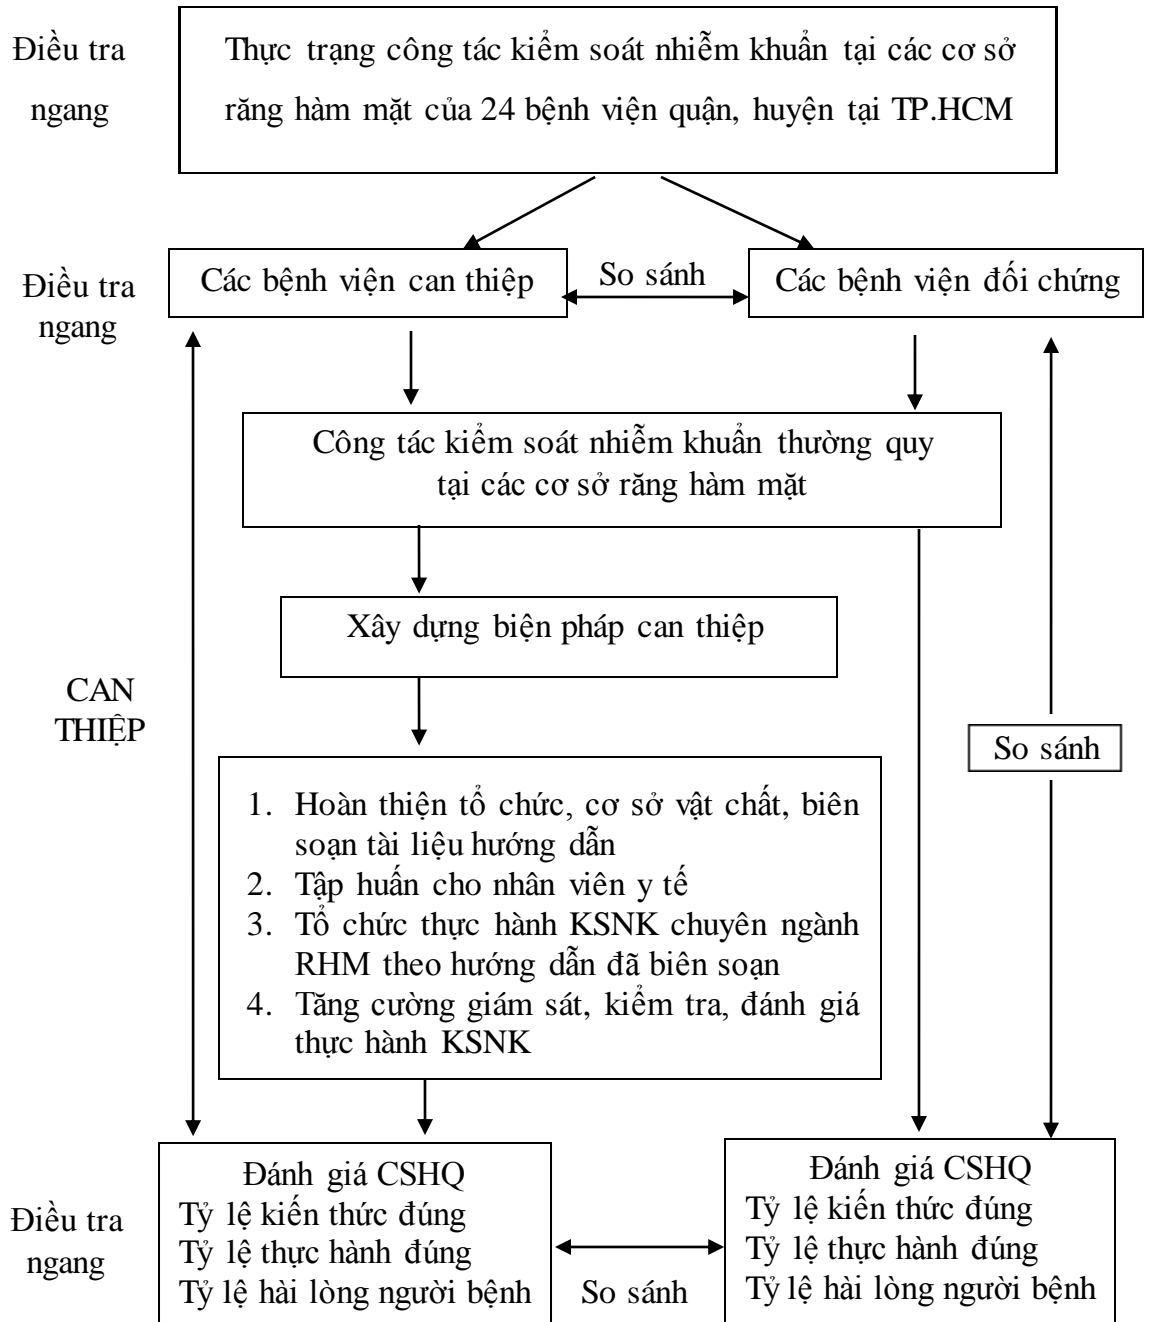 Điều tra
ngang
Thực trạng công tác kiểm soát nhiễm khuẩn tại các cơ sở
răng hàm mặt của 24 bệnh viện quận, huyện tại TP.HCM
Điều tra
ngang
Các bệnh viện can thiệp
So sánh
Các bệnh viện đối chứng
Công tác kiểm soát nhiễm khuẩn thường quy
tại các cơ sở răng hàm mặt
Xây dựng biện pháp can thiệp
CAN
THIỆP
So sánh
1. Hoàn thiện tổ chức, cơ sở vật chất, biên
soạn tài liệu hướng dẫn
2. Tập huấn cho nhân viên y tế
3. Tổ chức thực hành KSNK chuyên ngành
RHM theo hướng dẫn đã biên soạn
4. Tăng cường giám sát, kiểm tra, đánh giá
thực hành KSNK
Điều tra
ngang
Đánh giá CSHQ
Tỷ lệ kiến thức đúng
Tỷ lệ thực hành đúng
Tỷ lệ hài lòng người bệnh
So sánh
Đánh giá CSHQ
Tỷ lệ kiến thức đúng
Tỷ lệ thực hành đúng
Tỷ lệ hài lòng người bệnh